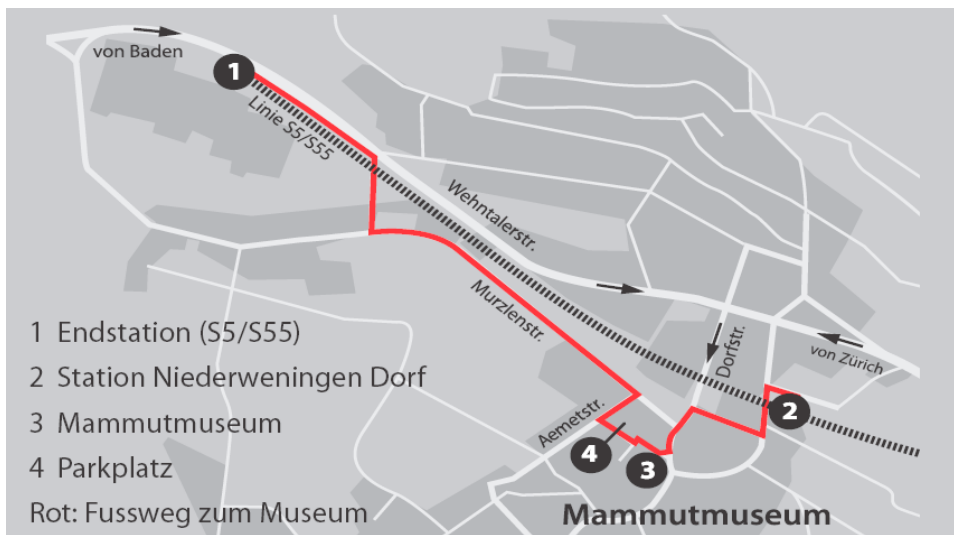 von Baden
1
Linie S5/S55
Wehntalerstr.
Murzlenstr.
Dorfstr.
von Zürich
Aemetstr.
2
4
3
Mammutmuseum
1 Endstation (S5/S55)
2 Station Niederweningen Dorf
3 Mammutmuseum
4 Parkplatz
Rot: Fussweg zum Museum